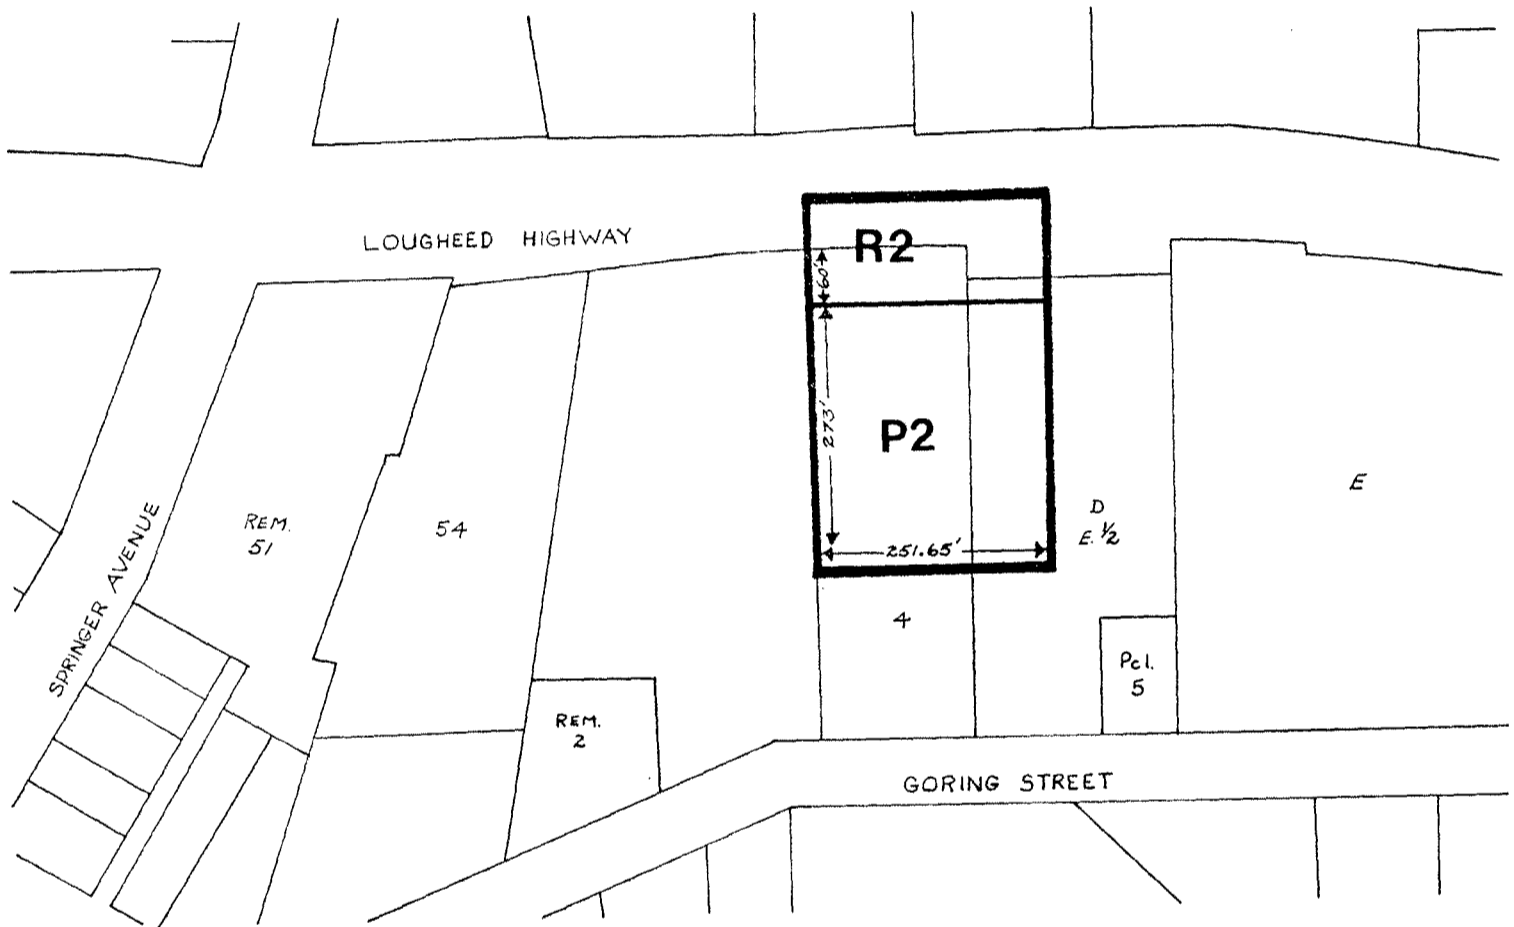 LOUGHEED HIGHWAY
R2
60'
273'
P2
251.65'
REM.
51
54
D
E. ½
E
SPRINGER AVENUE
4
Pcl.
5
REM.
2
GORING STREET